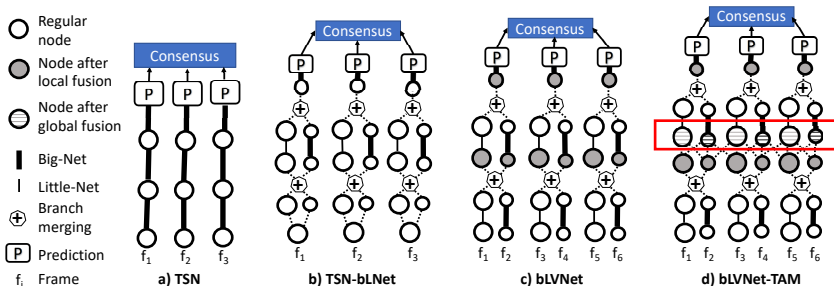 Regular
node
Node after
local fusion
Node after
global fusion
Big-Net
Little-Net
Branch
merging
P Prediction
fi Frame
Consensus
P P P
f1 f2 f3
a) TSN
Consensus
P P P
f1 f2 f3
b) TSN-bLNet
Consensus
P P P
f1 f2 f3 f4 f5 f6
c) bLVNet
Consensus
P P P
f1 f2 f3 f4 f5 f6
d) bLVNet-TAM